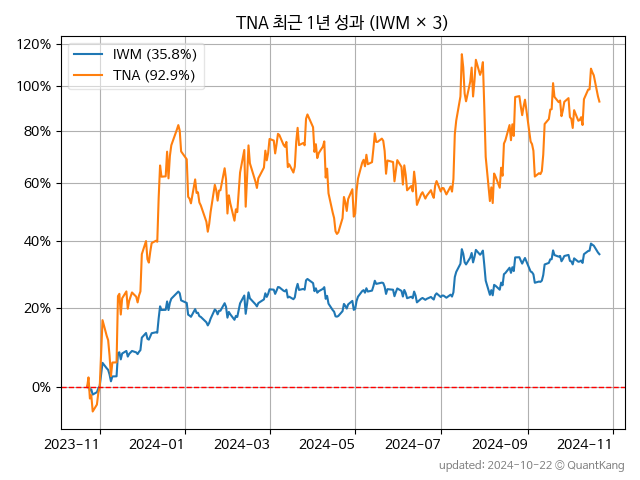 TNA 최근 1년 성과 (IWM × 3)
IWM (35.8%)
TNA (92.9%)
120%
100%
80%
60%
40%
20%
0%
2023-11 2024-01 2024-03 2024-05 2024-07 2024-09 2024-11
updated: 2024-10-22 © QuantKang